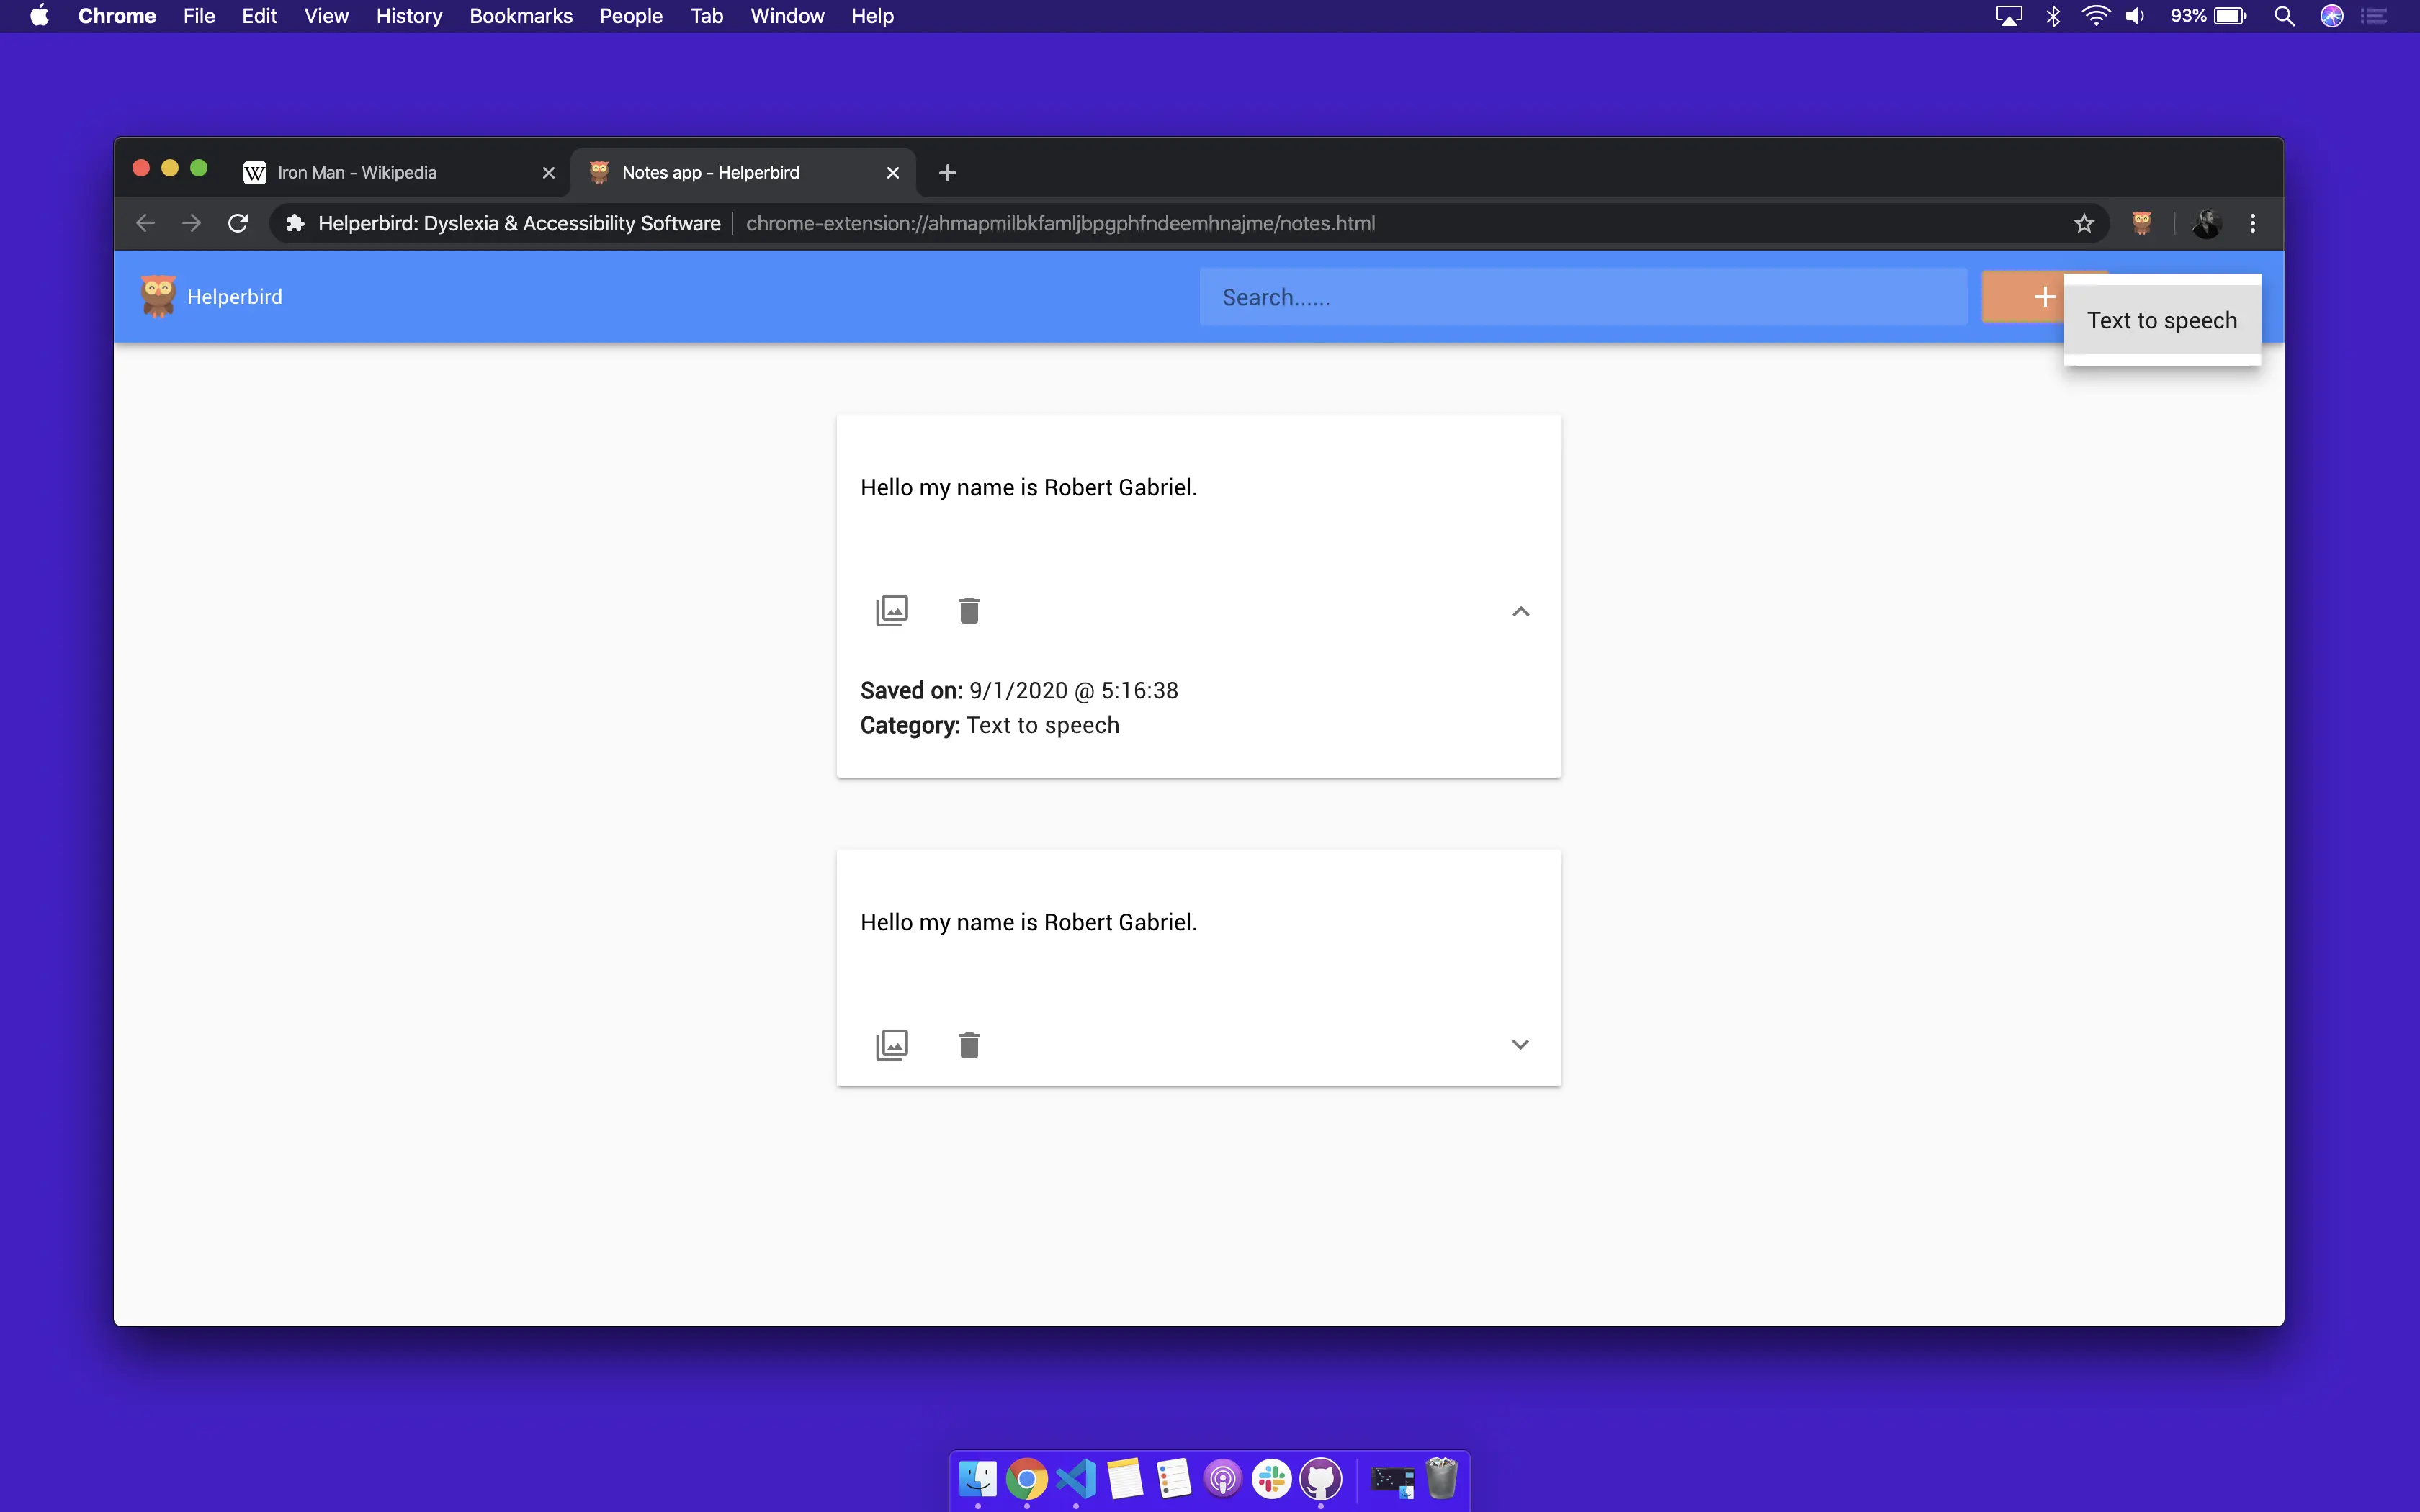 Chrome File Edit View History Bookmarks People Tab Window Help 93%
Iron Man - Wikipedia
Notes app - Helperbird
Helperbird: Dyslexia & Accessibility Software chrome-extension://ahmapmilbkfamljbpgphfndeemhnajme/notes.html
Helperbird
Search......
Text to speech
Hello my name is Robert Gabriel.
Saved on: 9/1/2020 @ 5:16:38
Category: Text to speech
Hello my name is Robert Gabriel.